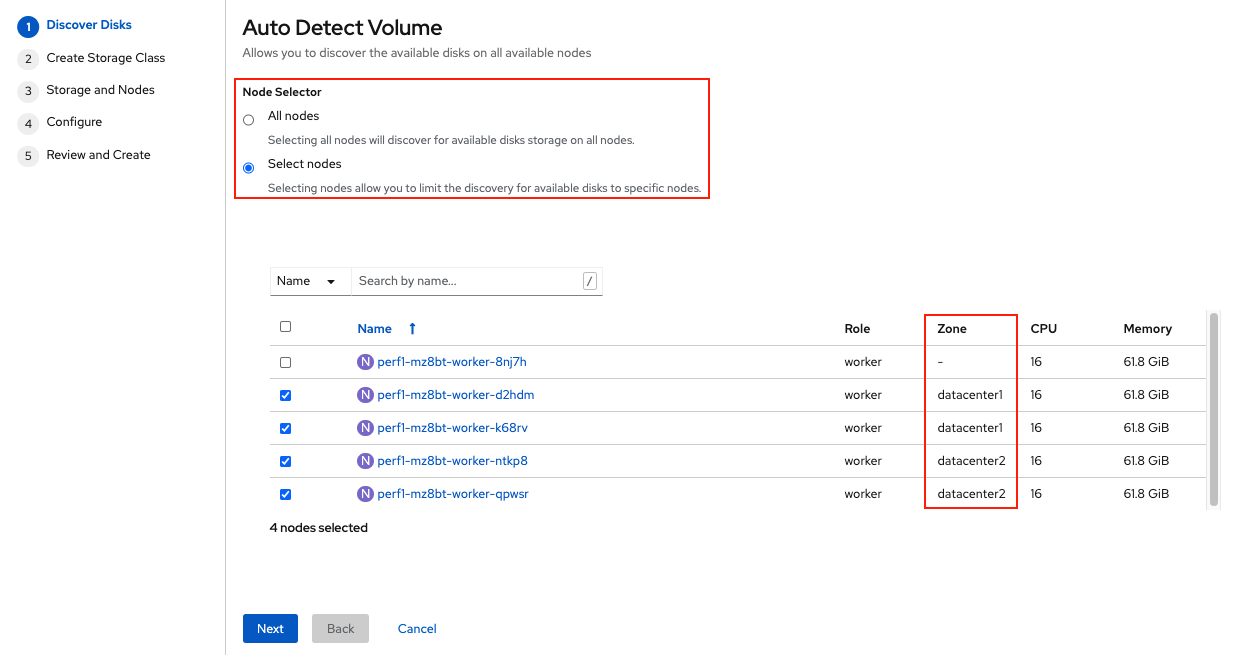 1 Discover Disks
2 Create Storage Class
3 Storage and Nodes
4 Configure
5 Review and Create
Auto Detect Volume
Allows you to discover the available disks on all available nodes
Node Selector
All nodes
Selecting all nodes will discover for available disks storage on all nodes.
Select nodes
Selecting nodes allow you to limit the discovery for available disks to specific nodes.
Name Search by name... /
Name Role Zone CPU Memory
N perf1-mz8bt-worker-8nj7h worker - 16 61.8 GiB
N perf1-mz8bt-worker-d2hdm worker datacenter1 16 61.8 GiB
N perf1-mz8bt-worker-k68rv worker datacenter1 16 61.8 GiB
N perf1-mz8bt-worker-ntkp8 worker datacenter2 16 61.8 GiB
N perf1-mz8bt-worker-qpwsr worker datacenter2 16 61.8 GiB
4 nodes selected
Next Back Cancel